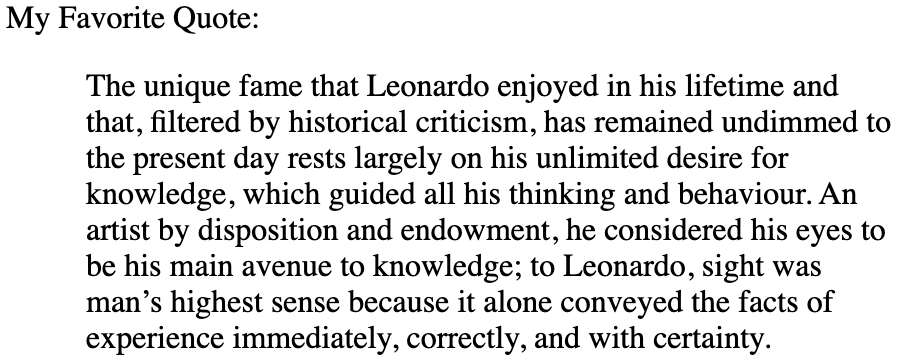 My Favorite Quote:
The unique fame that Leonardo enjoyed in his lifetime and
that, filtered by historical criticism, has remained undimmed to
the present day rests largely on his unlimited desire for
knowledge, which guided all his thinking and behaviour. An
artist by disposition and endowment, he considered his eyes to
be his main avenue to knowledge; to Leonardo, sight was
man’s highest sense because it alone conveyed the facts of
experience immediately, correctly, and with certainty.